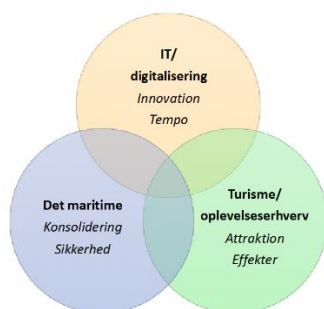 IT/
digitalisering
Innovation
Tempo
Det maritime
Konsolidering
Sikkerhed
Turisme/
oplevelseserhverv
Attraktion
Effekter